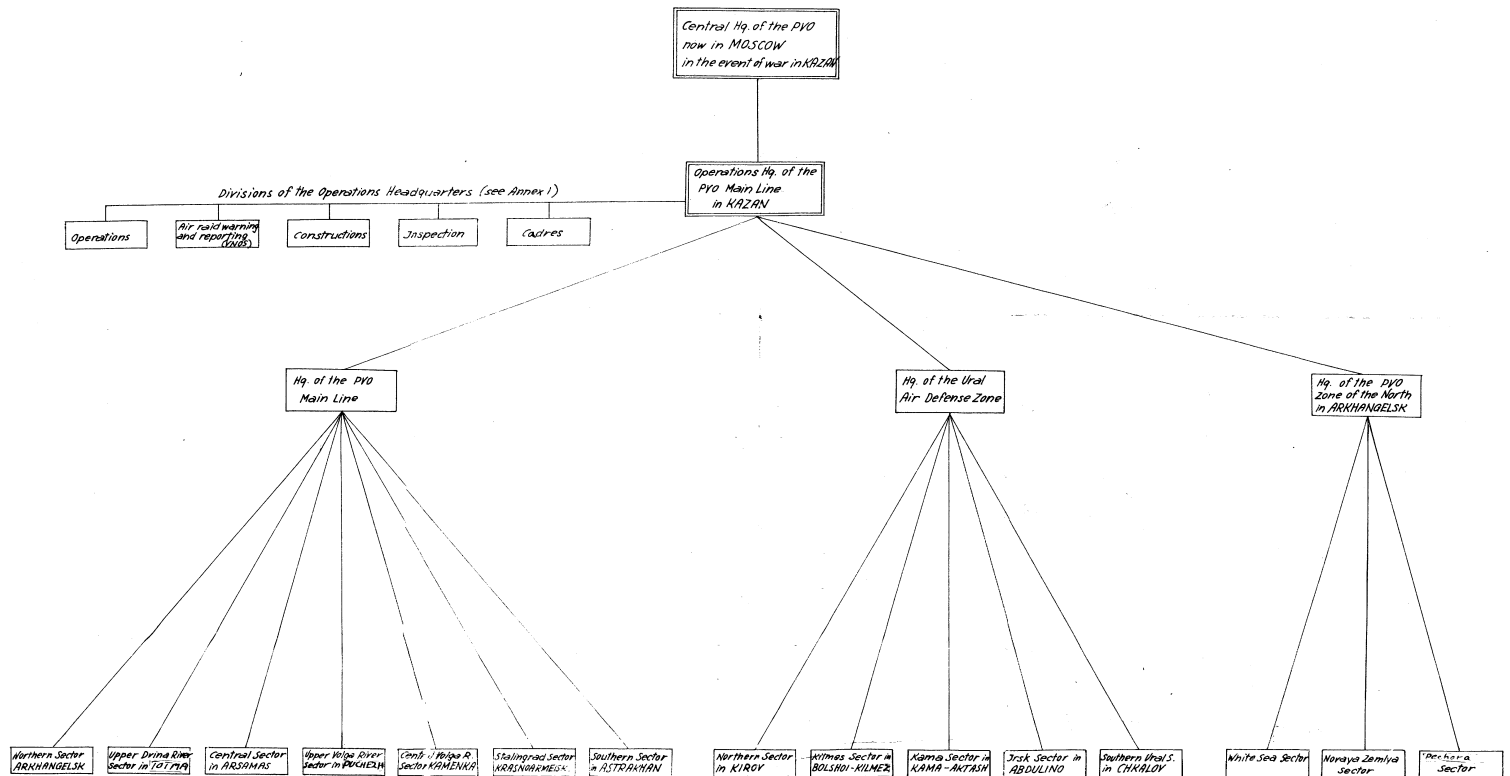 Central Hq. of the PVO
now in MOSCOW
in the event of war in KAZAN
Operations Hq. of the
PVO Main Line
in KAZAN
Divisions of the Operations Headquarters (see Annex 1)
Operations
Air raid warning
and reporting
(VNOS)
Constructions
Inspection
Cadres
Hq. of the PVO
Main Line
Hq. of the Ural
Air Defense Zone
Hq. of the PVO
Zone of the North
in ARKHANGELSK
Northern Sector
ARKHANGELSK
Upper Dvina River
sector in TOTMA
Central Sector
in ARSAMAS
Upper Volga River
sector in PUCHEZH
Volga R.
Sector KAMENKA
Stalingrad Sector
KRASNOARMEISK
Southern Sector
in ASTRAKHAN
Northern Sector
in KIROV
Kilmes Sector in
BOLSHOI-KILMEZ
Kama Sector in
KAMA-AKTASH
Irsk Sector in
ABDULINO
Southern Ural S.
in CHKALOV
White Sea Sector
Novaya Zemlya
sector
Pechora
Sector